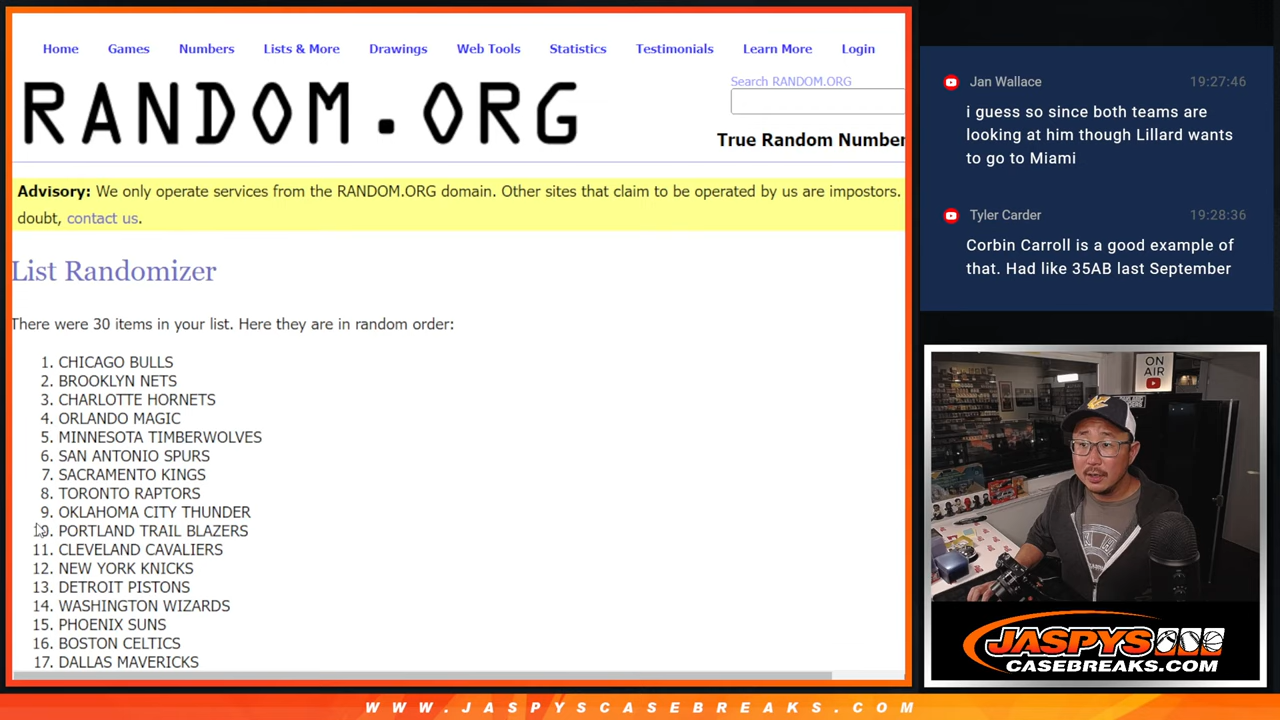 Home Games Numbers Lists & More Drawings Web Tools Statistics Testimonials Learn More Login
RANDOM.ORG
Search RANDOM.ORG
True Random Number
Advisory: We only operate services from the RANDOM.ORG domain. Other sites that claim to be operated by us are impostors.
doubt, contact us.
List Randomizer
There were 30 items in your list. Here they are in random order:
1. CHICAGO BULLS
2. BROOKLYN NETS
3. CHARLOTTE HORNETS
4. ORLANDO MAGIC
5. MINNESOTA TIMBERWOLVES
6. SAN ANTONIO SPURS
7. SACRAMENTO KINGS
8. TORONTO RAPTORS
9. OKLAHOMA CITY THUNDER
10. PORTLAND TRAIL BLAZERS
11. CLEVELAND CAVALIERS
12. NEW YORK KNICKS
13. DETROIT PISTONS
14. WASHINGTON WIZARDS
15. PHOENIX SUNS
16. BOSTON CELTICS
17. DALLAS MAVERICKS
Jan Wallace 19:27:46
i guess so since both teams are
looking at him though Lillard wants
to go to Miami
Tyler Carder 19:28:36
Corbin Carroll is a good example of
that. Had like 35AB last September
ON
AIR
JASPYS
CASEBREAKS.COM
WWW.JASPYSCASEBREAKS.COM